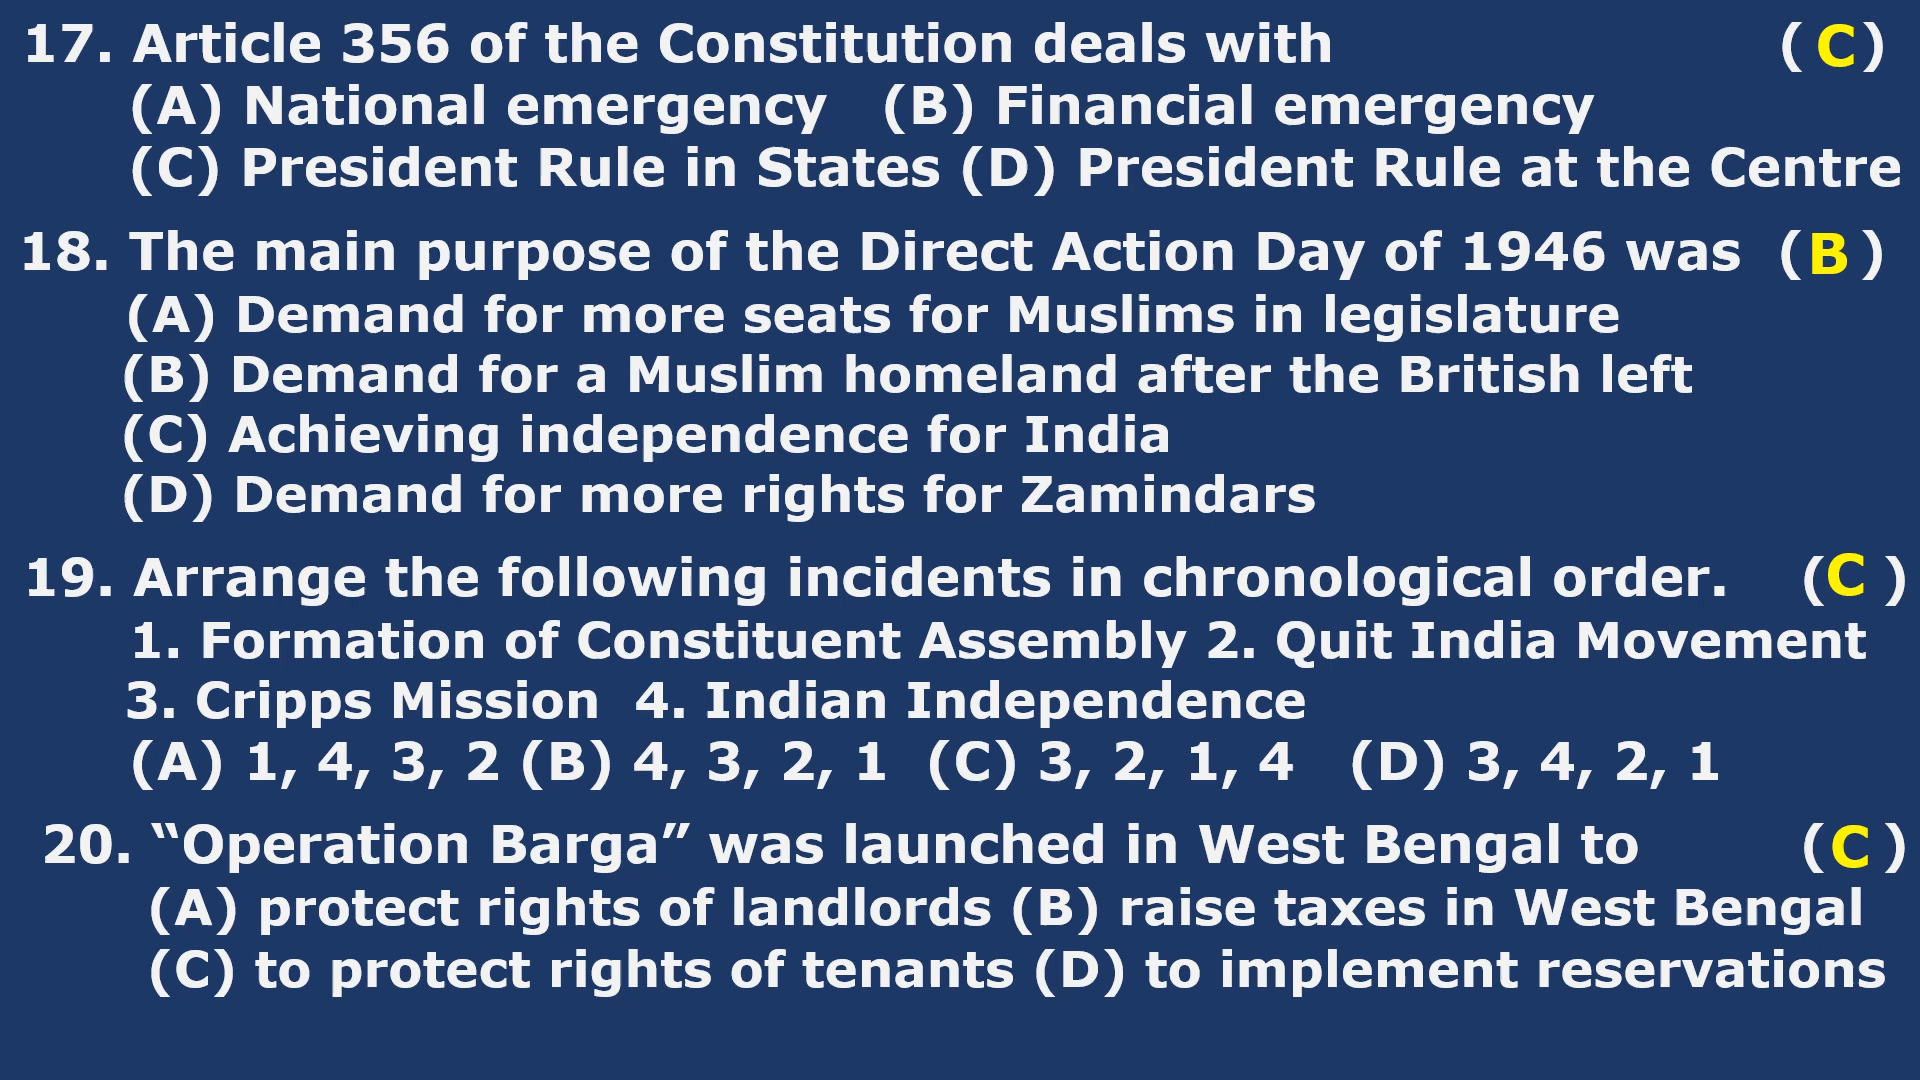 17. Article 356 of the Constitution deals with ( C )
(A) National emergency (B) Financial emergency
(C) President Rule in States (D) President Rule at the Centre
18. The main purpose of the Direct Action Day of 1946 was ( B )
(A) Demand for more seats for Muslims in legislature
(B) Demand for a Muslim homeland after the British left
(C) Achieving independence for India
(D) Demand for more rights for Zamindars
19. Arrange the following incidents in chronological order. (C )
1. Formation of Constituent Assembly 2. Quit India Movement
3. Cripps Mission 4. Indian Independence
(A) 1, 4, 3, 2 (B) 4, 3, 2, 1 (C) 3, 2, 1, 4 (D) 3, 4, 2, 1
20. “Operation Barga” was launched in West Bengal to (C )
(A) protect rights of landlords (B) raise taxes in West Bengal
(C) to protect rights of tenants (D) to implement reservations